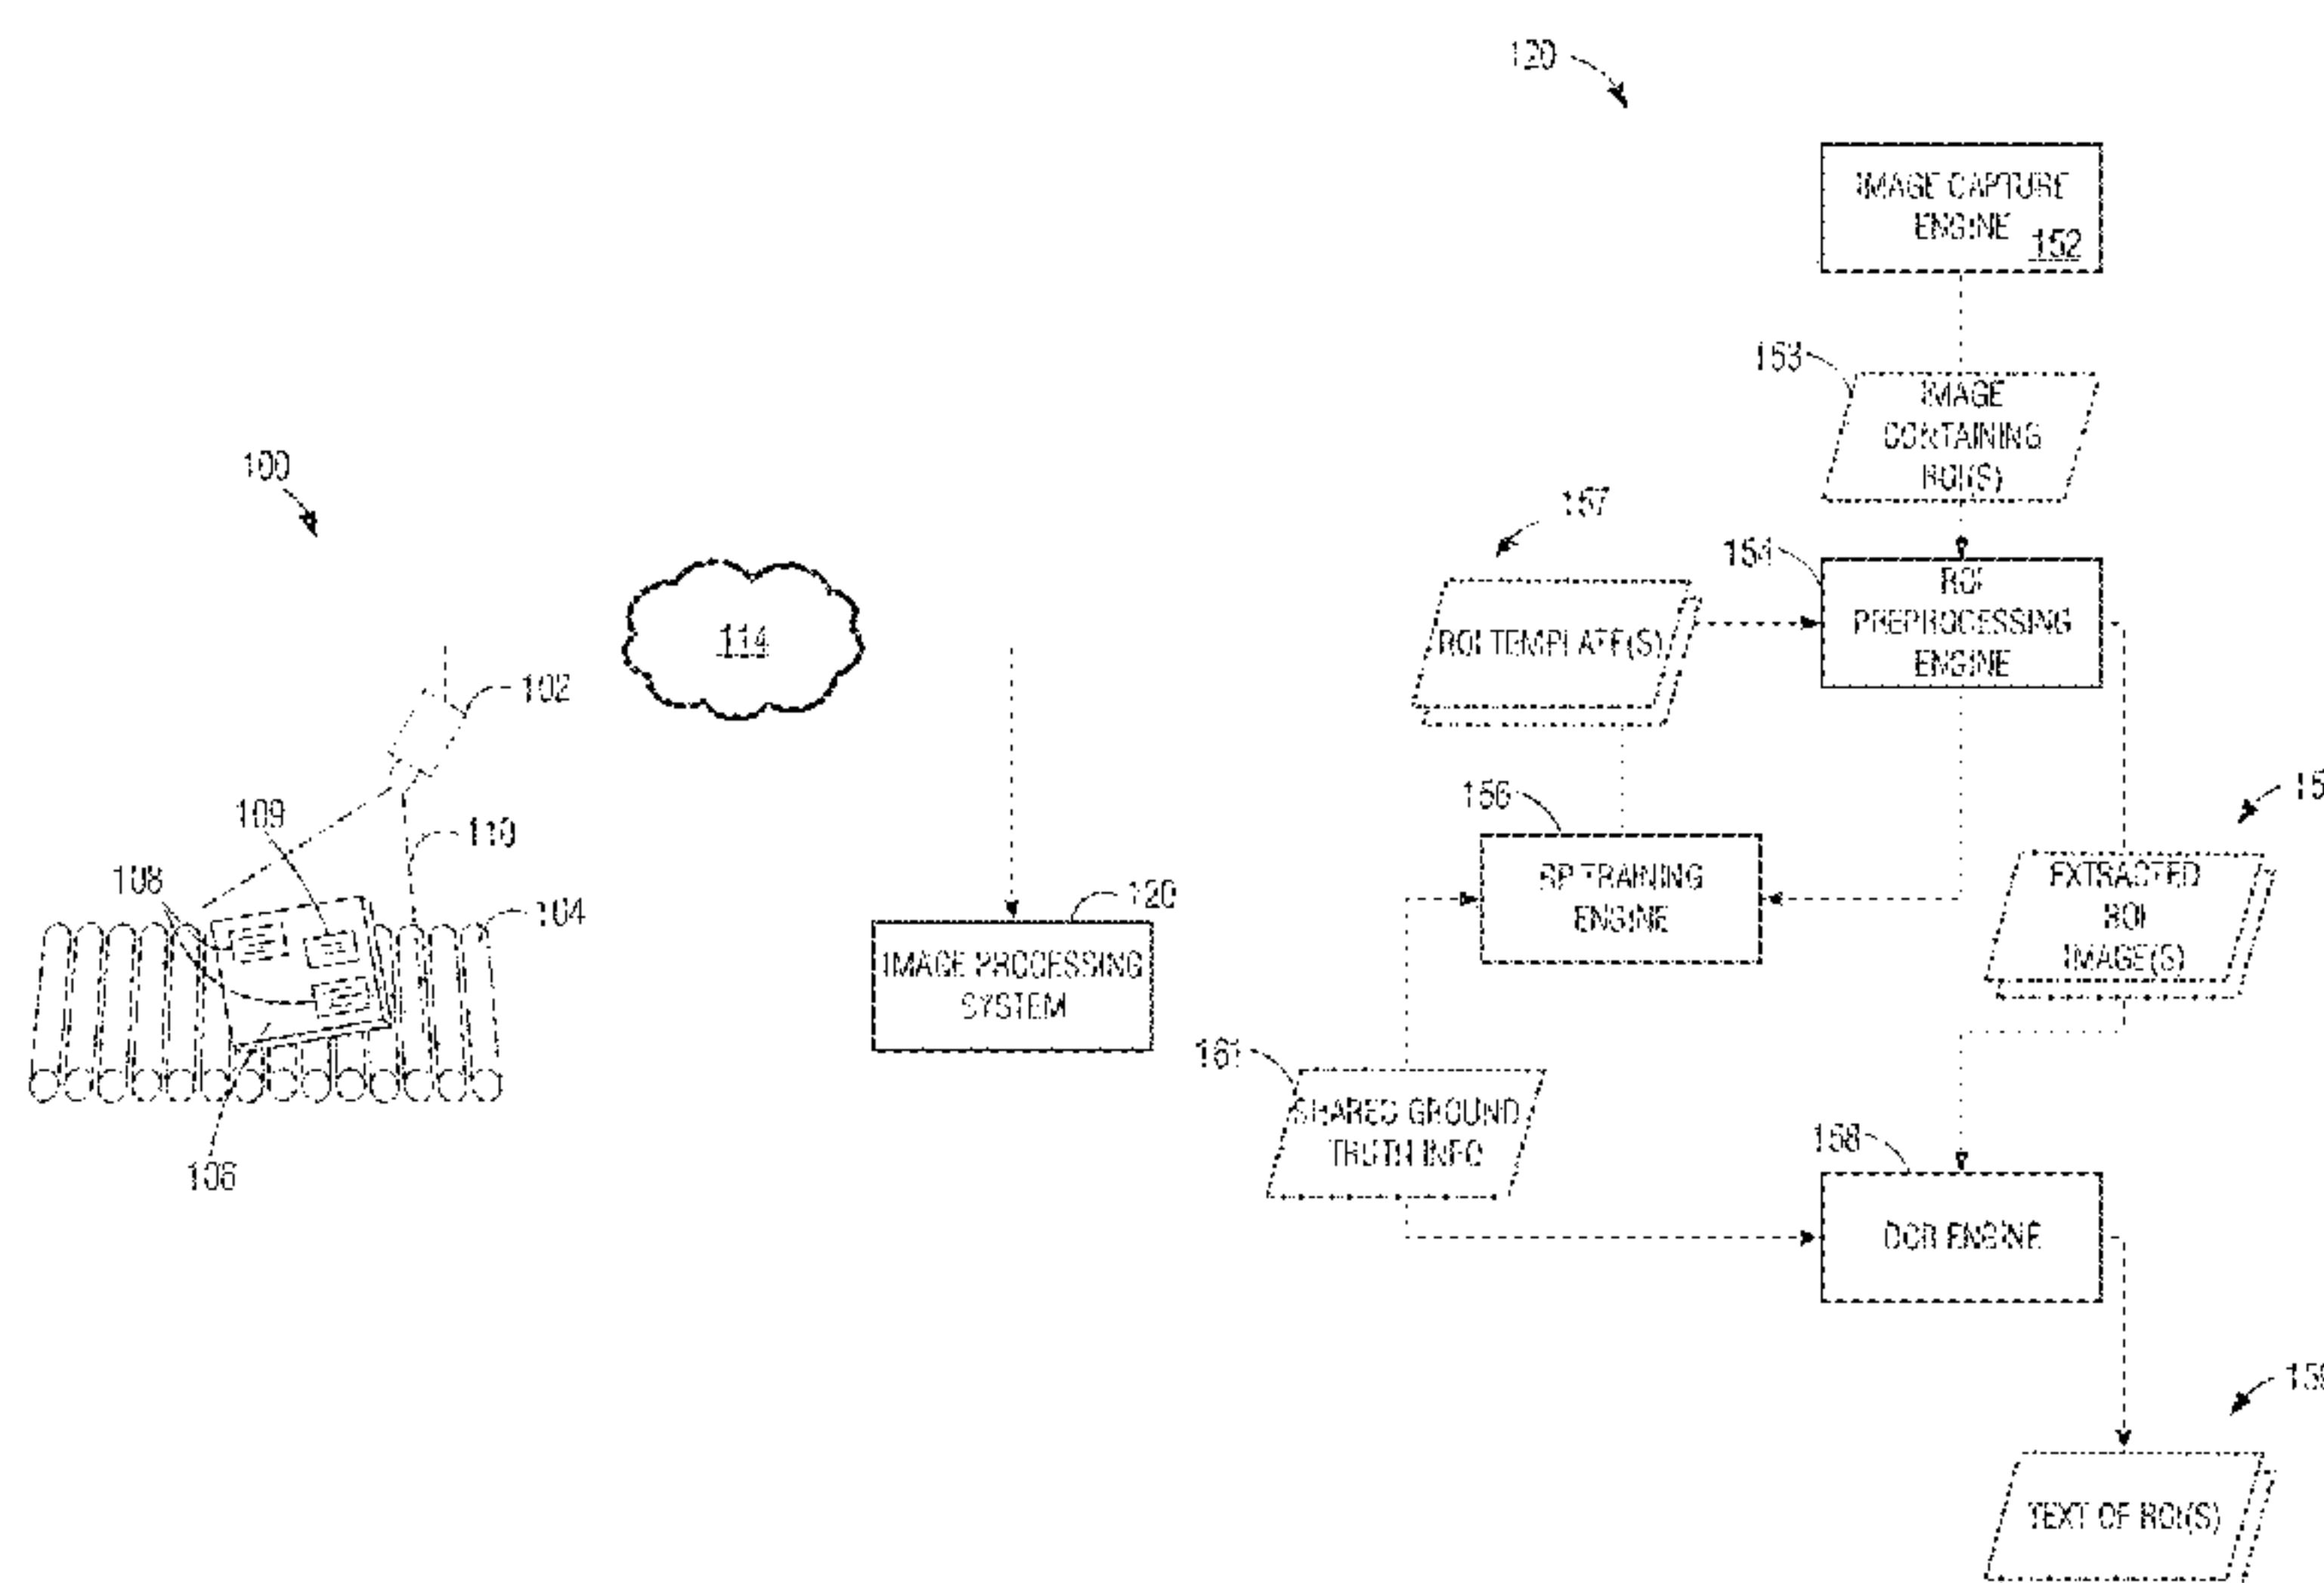 100
102
109
110
108
104
106
114
120
IMAGE PROCESSING
SYSTEM
120
IMAGE CAPTURE
ENGINE
152
153
IMAGE
CONTAINING
ROI(S)
157
154
ROI TEMPLATE(S)
ROI
PREPROCESSING
ENGINE
156
RP TRAINING
ENGINE
EXTRACTED
ROI
IMAGE(S)
161
SHARED GROUND
TRUTH INFO
158
OCR ENGINE
TEXT OF ROI(S)